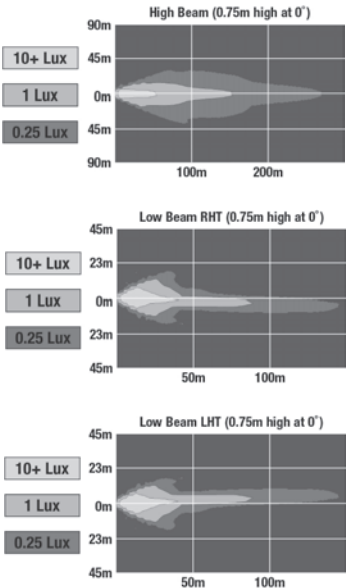 High Beam (0.75m high at 0˚)
90m
45m
0m
45m
90m
10+ Lux
1 Lux
0.25 Lux
100m 200m
Low Beam RHT (0.75m high at 0˚)
45m
23m
0m
23m
45m
10+ Lux
1 Lux
0.25 Lux
50m 100m
Low Beam LHT (0.75m high at 0˚)
45m
23m
0m
23m
45m
10+ Lux
1 Lux
0.25 Lux
50m 100m